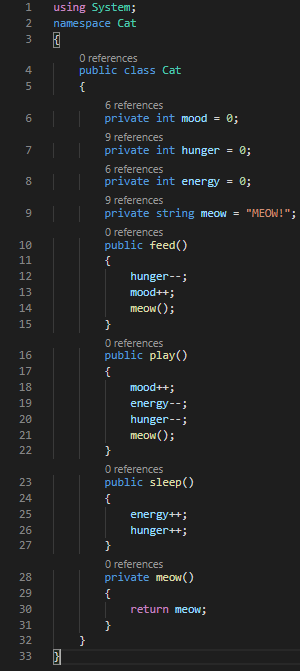 1 using System;
2 namespace Cat
3 {
0 references
4 public class Cat
5 {
6 references
6 private int mood = 0;
9 references
7 private int hunger = 0;
6 references
8 private int energy = 0;
9 references
9 private string meow = "MEOW!";
0 references
10 public feed()
11 {
12 hunger--;
13 mood++;
14 meow();
15 }
0 references
16 public play()
17 {
18 mood++;
19 energy--;
20 hunger--;
21 meow();
22 }
0 references
23 public sleep()
24 {
25 energy++;
26 hunger++;
27 }
0 references
28 private meow()
29 {
30 return meow;
31 }
32 }
33 }